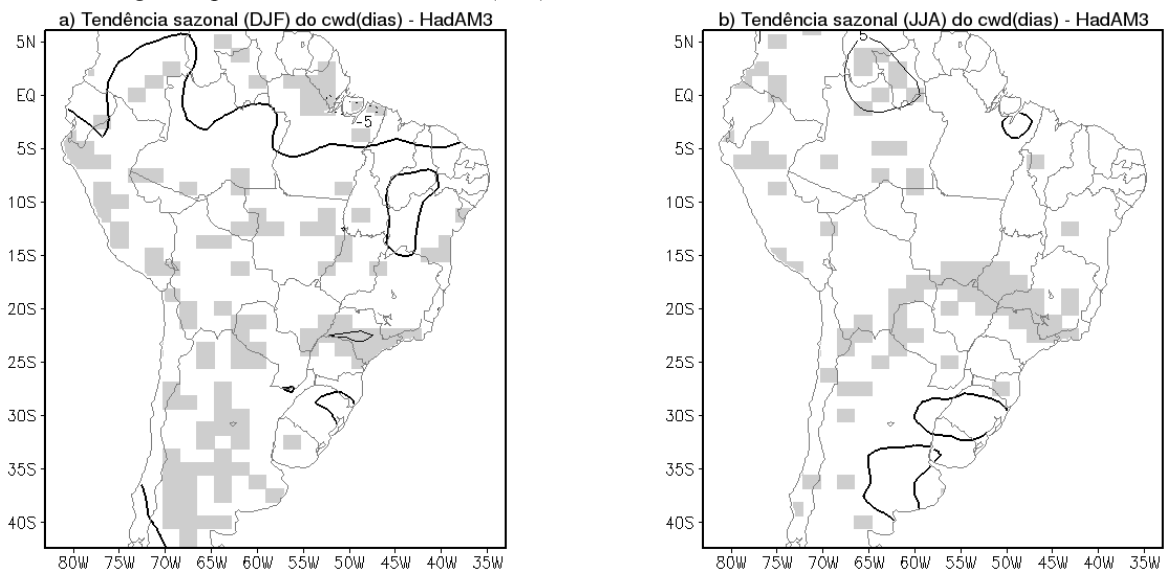 a) Tendência sazonal (DJF) do cwd(dias) - HadAM3
5N
EQ
5S
10S
15S
20S
25S
30S
35S
40S
-5
80W 75W 70W 65W 60W 55W 50W 45W 40W 35W
b) Tendência sazonal (JJA) do cwd(dias) - HadAM3
5N
EQ
5S
10S
15S
20S
25S
30S
35S
40S
5
80W 75W 70W 65W 60W 55W 50W 45W 40W 35W